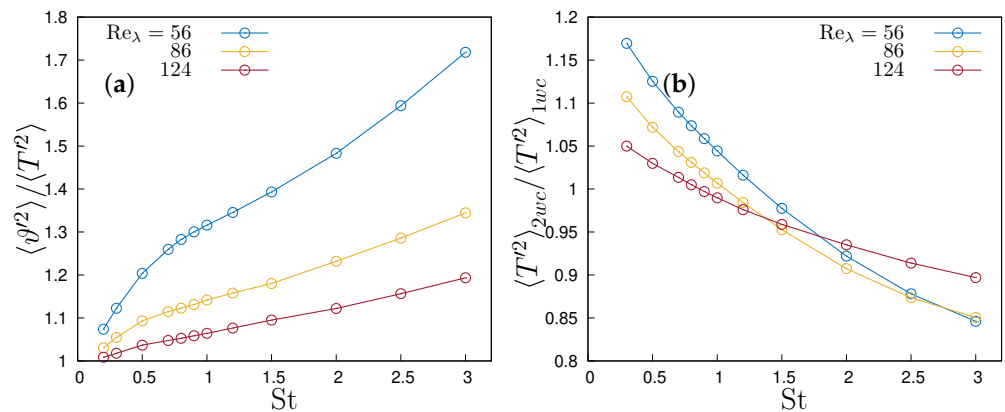 1.8
1.7
1.6
1.5
1.4
1.3
1.2
1.1
1
⟨ϑ′²⟩/⟨T′²⟩
Re_λ = 56
86
124
(a)
0 0.5 1 1.5 2 2.5 3
St
1.2
1.15
1.1
1.05
1
0.95
0.9
0.85
0.8
⟨T′²⟩_2wc/⟨T′²⟩_1wc
Re_λ = 56
86
124
(b)
0 0.5 1 1.5 2 2.5 3
St